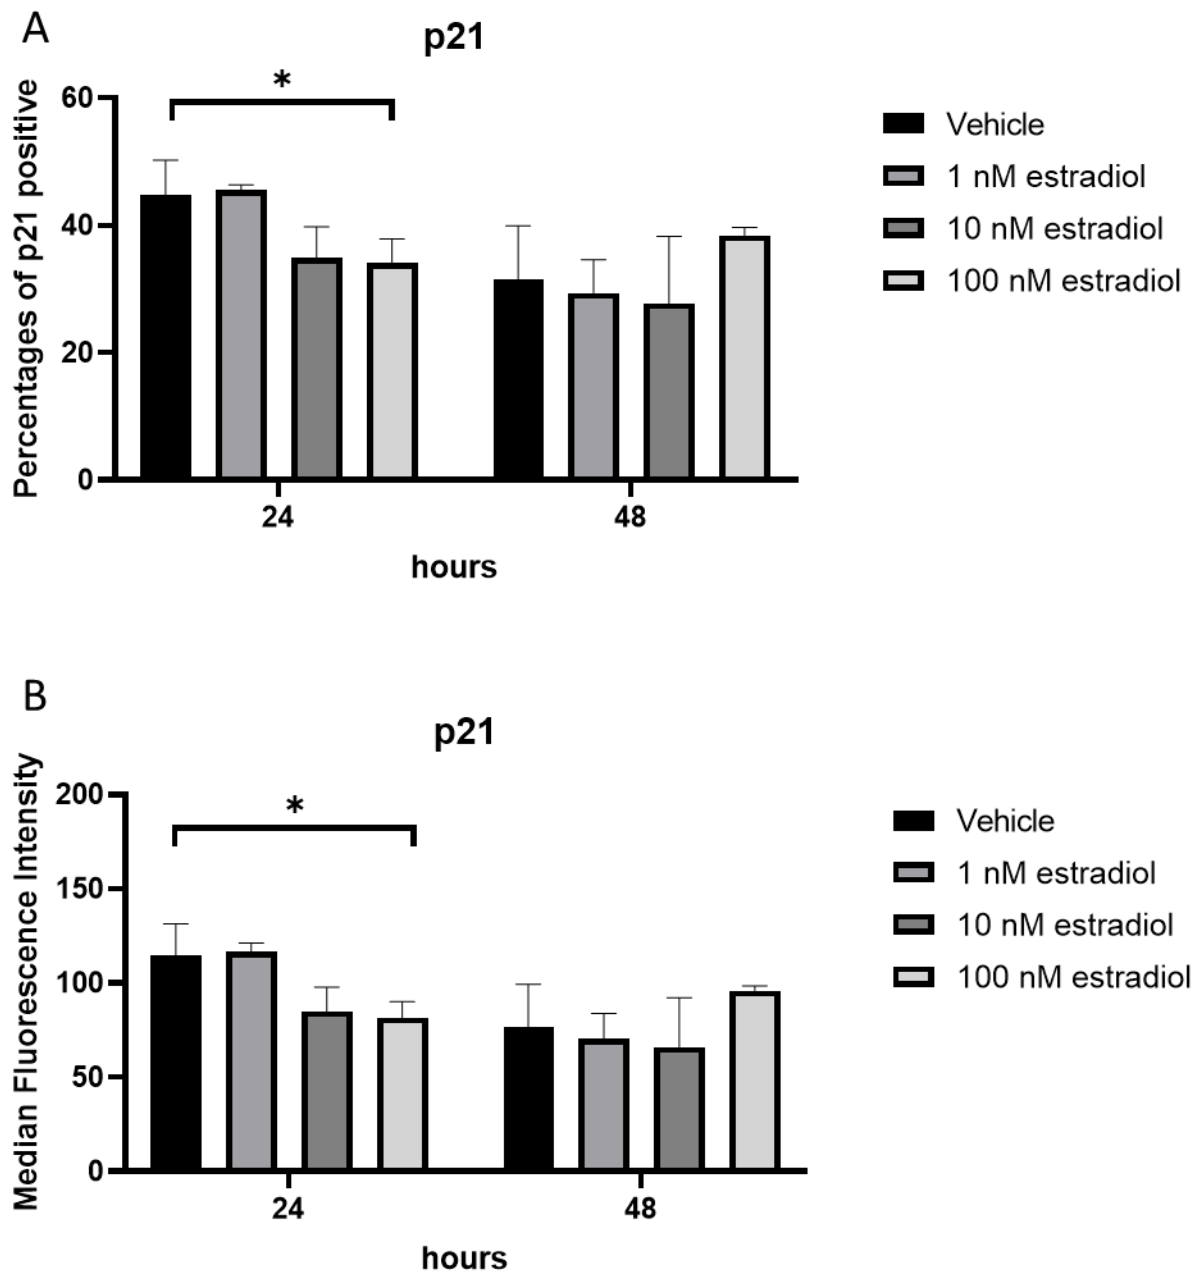 A
p21
*
Percentages of p21 positive
60
40
20
0
24
48
hours
Vehicle
1 nM estradiol
10 nM estradiol
100 nM estradiol
B
p21
*
Median Fluorescence Intensity
200
150
100
50
0
24
48
hours
Vehicle
1 nM estradiol
10 nM estradiol
100 nM estradiol